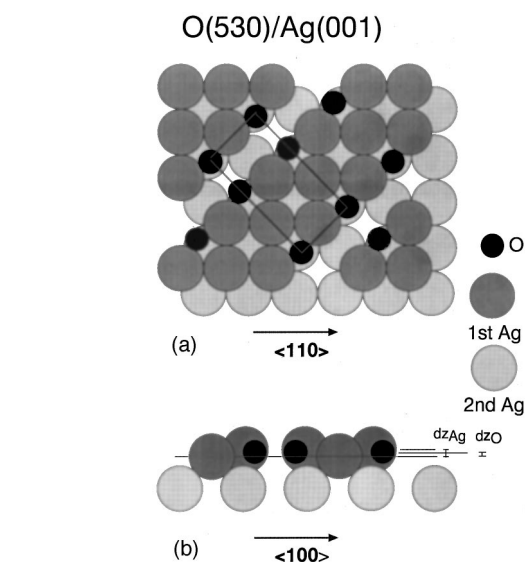 O(530)/Ag(001)
O
1st Ag
2nd Ag
(a)
<110>
dzAg dzO
(b)
<100>